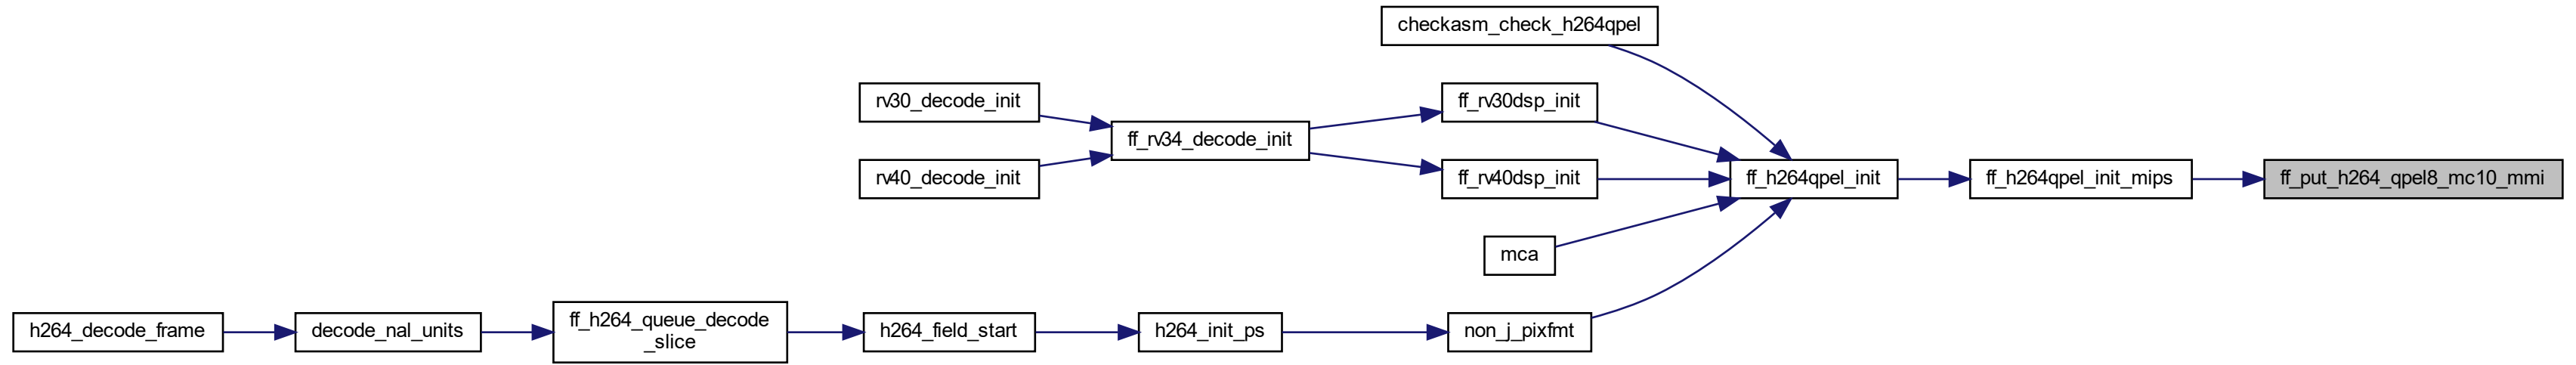 checkasm_check_h264qpel
rv30_decode_init
ff_rv30dsp_init
ff_rv34_decode_init
rv40_decode_init
ff_rv40dsp_init
ff_h264qpel_init
ff_h264qpel_init_mips
ff_put_h264_qpel8_mc10_mmi
mca
h264_decode_frame
decode_nal_units
ff_h264_queue_decode
_slice
h264_field_start
h264_init_ps
non_j_pixfmt